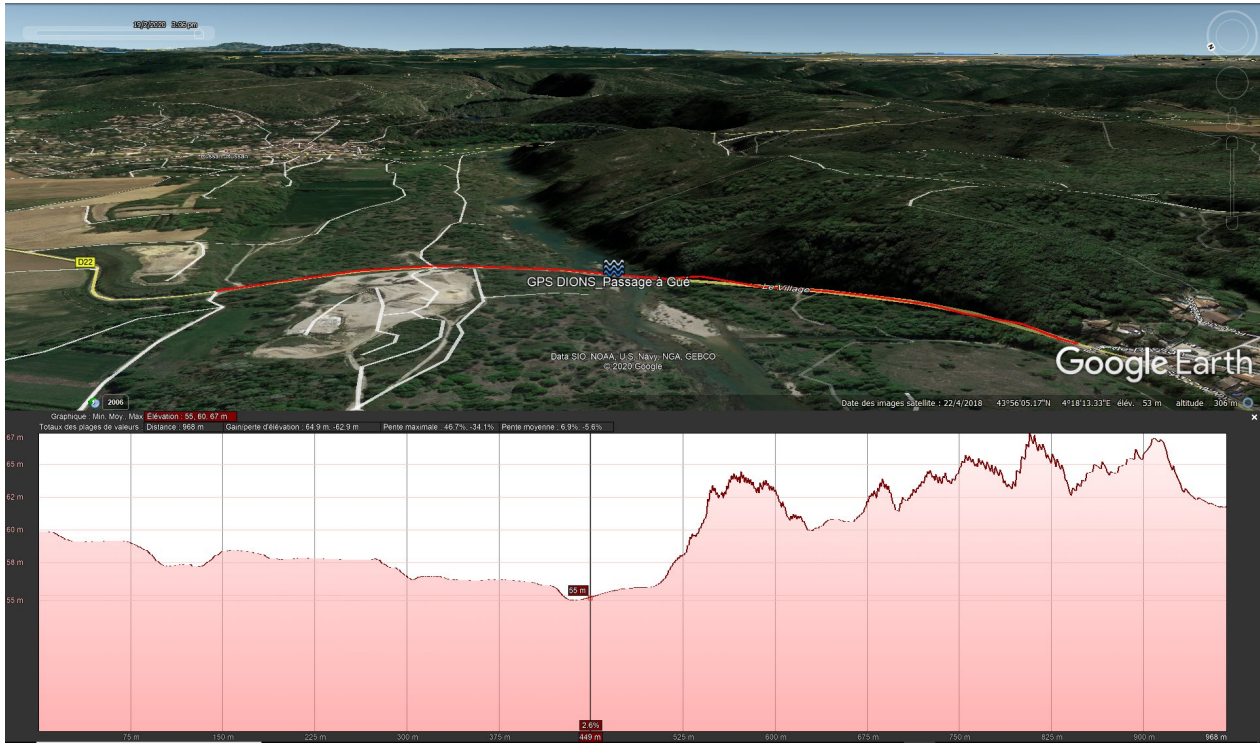 19/7/2020 3:06 pm
N
D22
GPS DIONS_Passage à Gué
Le Village
Data SIO, NOAA, U.S. Navy, NGA, GEBCO
© 2020 Google
Google Earth
2006
Date des images satellite : 22/4/2018 43°56'05.17"N 4°18'13.33"E élév. 53 m altitude 306 m
Graphique : Min. Moy., Max Élévation : 55, 60, 67 m
Totaux des plages de valeurs Distance : 968 m Gain/perte d'élévation : 64.9 m, -62.9 m Pente maximale : 46.7%, -34.1% Pente moyenne : 6.9%, -5.6%
67 m
65 m
62 m
60 m
58 m
55 m
55 m
2.6%
75 m 150 m 225 m 300 m 375 m 449 m 525 m 600 m 675 m 750 m 825 m 900 m 968 m